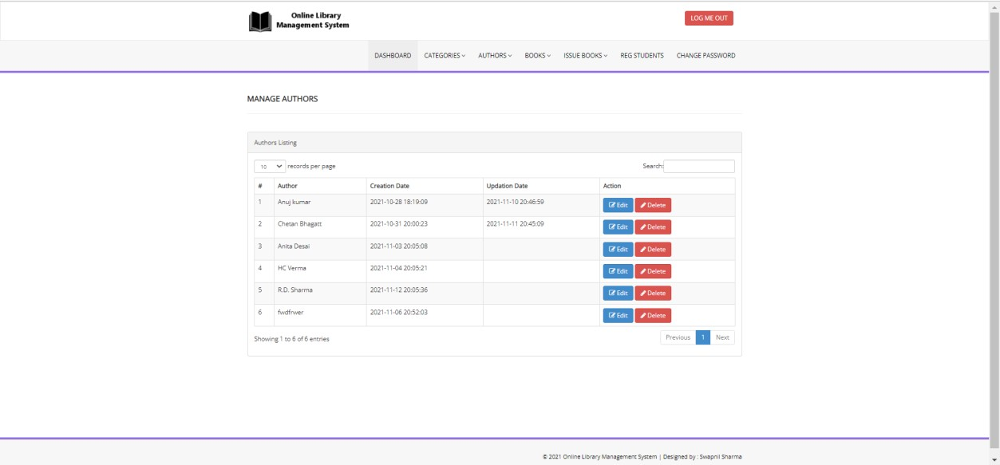 Online Library
Management System
LOG ME OUT
DASHBOARD CATEGORIES AUTHORS BOOKS ISSUE BOOKS REG STUDENTS CHANGE PASSWORD
MANAGE AUTHORS
Authors Listing
10 records per page Search:
# Author Creation Date Updation Date Action
1 Anuj kumar 2021-10-28 18:19:09 2021-11-10 20:46:59 Edit Delete
2 Chetan Bhagatt 2021-10-31 20:00:23 2021-11-11 20:45:09 Edit Delete
3 Anita Desai 2021-11-03 20:05:08 Edit Delete
4 HC Verma 2021-11-04 20:05:21 Edit Delete
5 R.D. Sharma 2021-11-12 20:05:36 Edit Delete
6 fwdfrwer 2021-11-06 20:52:03 Edit Delete
Showing 1 to 6 of 6 entries Previous 1 Next
© 2021 Online Library Management System | Designed by : Swapnil Sharma